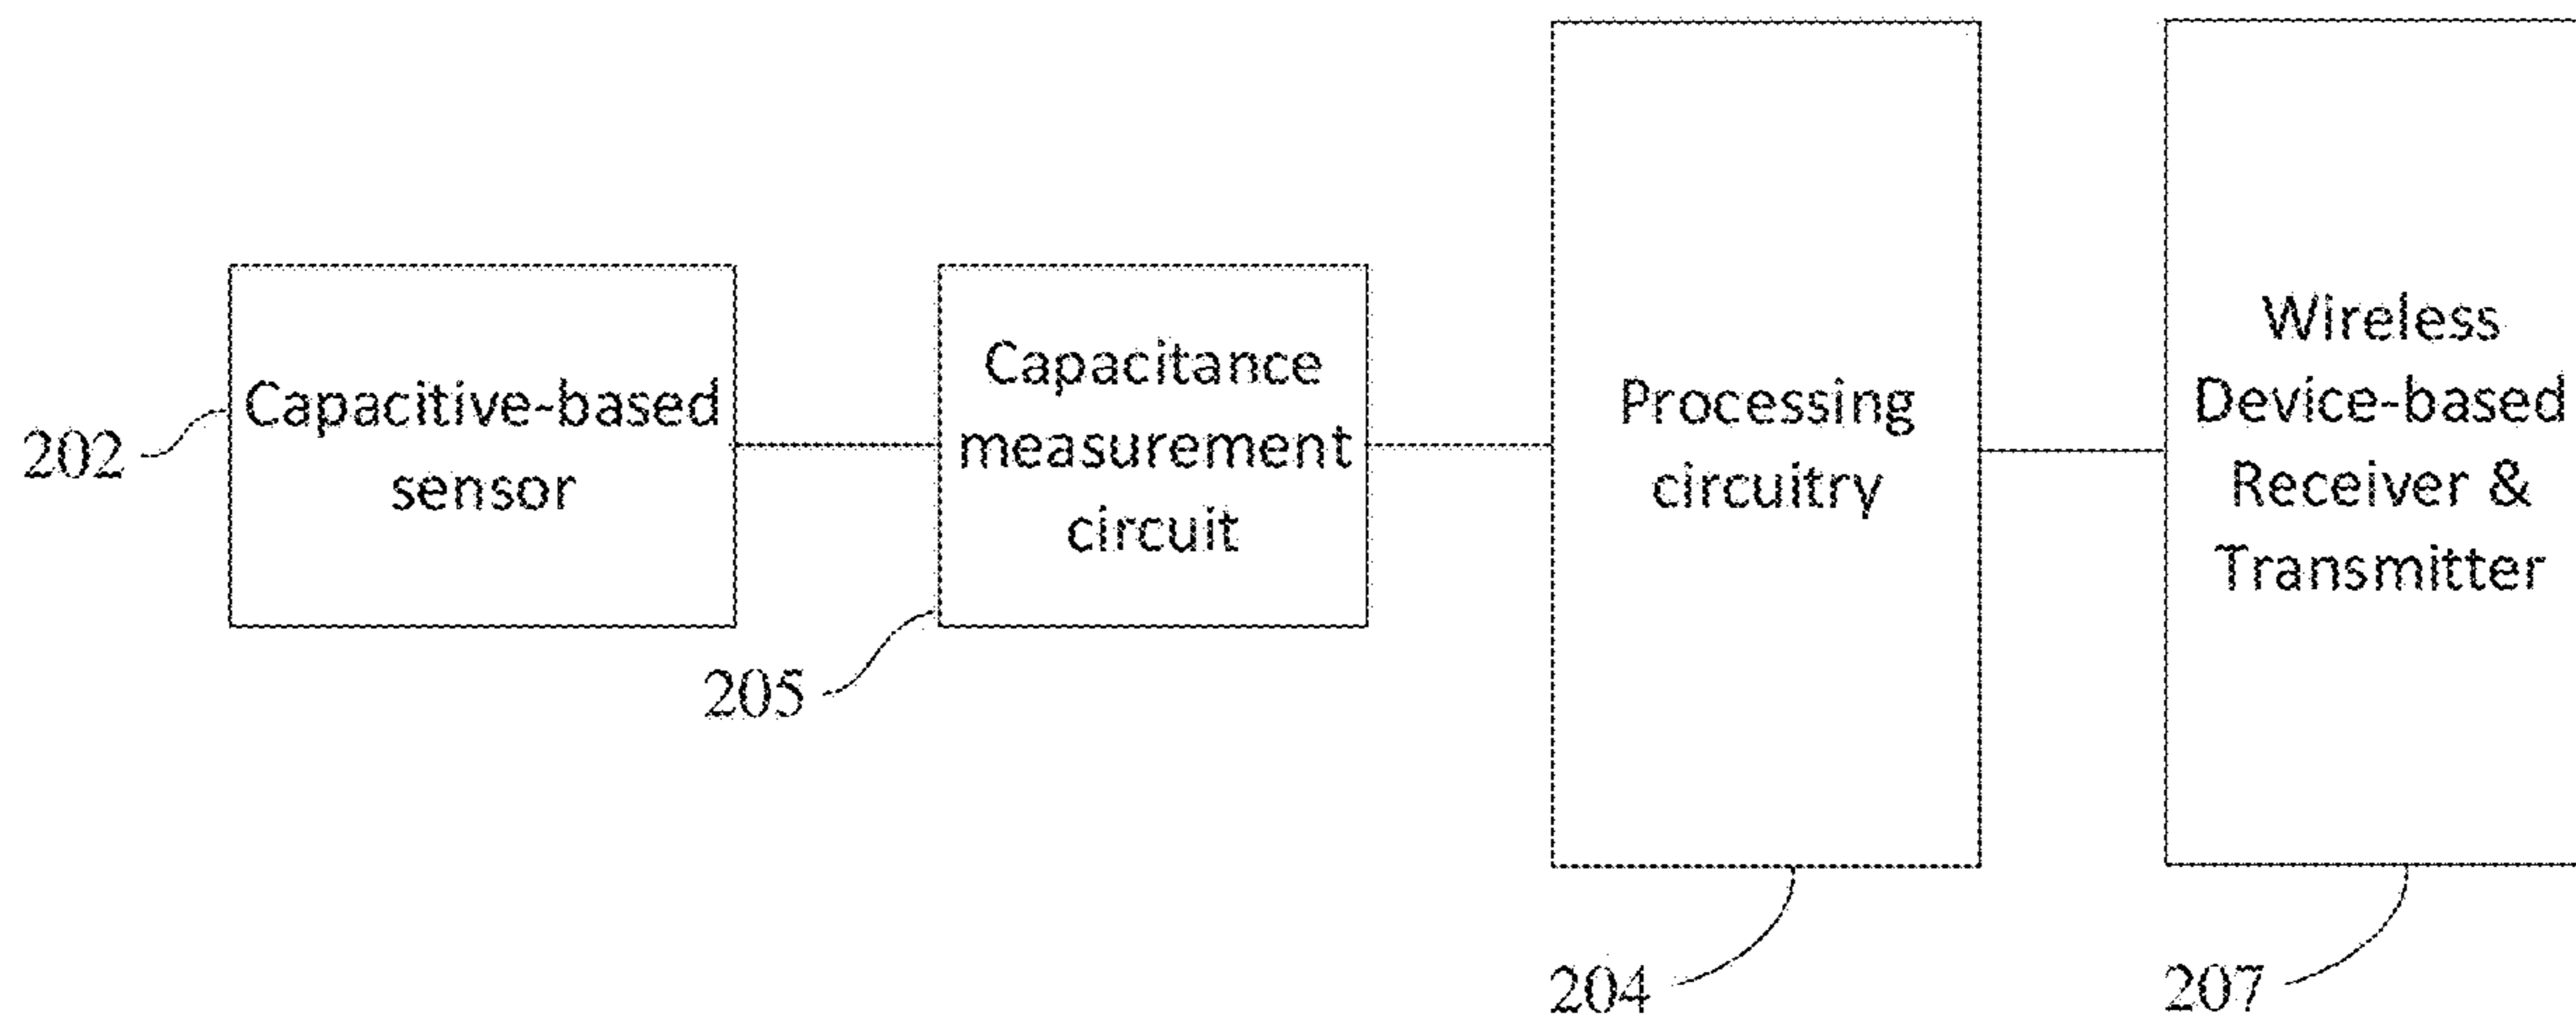 202
Capacitive-based
sensor
205
Capacitance
measurement
circuit
Processing
circuitry
204
Wireless
Device-based
Receiver &
Transmitter
207